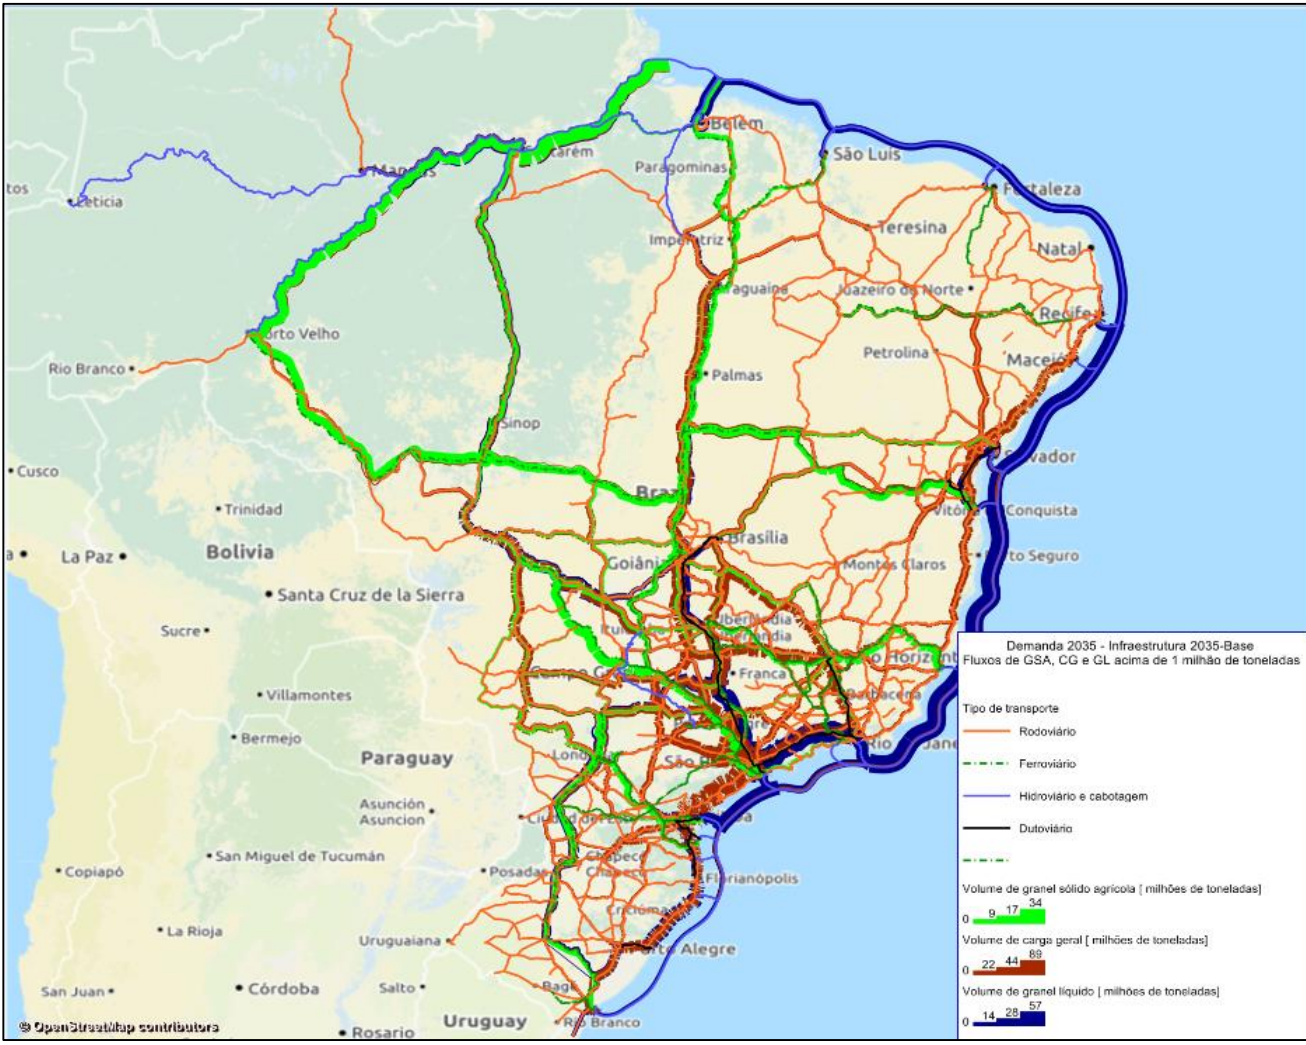 Belém
tarém
Paragominas
São Luis
Leticia
Fortaleza
Teresina
Natal
Juazeiro do Norte
Recife
orto Velho
Rio Branco
Petrolina
Maceió
Palmas
Sinop
Cusco
Trinidad
La Paz
Bolivia
Brasília
Goiânia
Conquista
Montes Claros
Santa Cruz de la Sierra
Sucre
Franca
Barbacena
Villamontes
Bermejo
Paraguay
Asunción
Asuncion
San Miguel de Tucumán
Posadas
Copiapó
Chapecó
Florianópolis
Criciúma
La Rioja
Uruguaiana
San Juan
Córdoba
Salto
Rosario
Uruguay
Rio Branco
© OpenStreetMap contributors
Demanda 2035 - Infraestrutura 2035-Base
Fluxos de GSA, CG e GL acima de 1 milhão de toneladas
Tipo de transporte
Rodoviário
Ferroviário
Hidroviário e cabotagem
Dutoviário
Volume de granel sólido agrícola [ milhões de toneladas]
0 9 17 34
Volume de carga geral [ milhões de toneladas]
0 22 44 89
Volume de granel líquido [ milhões de toneladas]
0 14 28 57